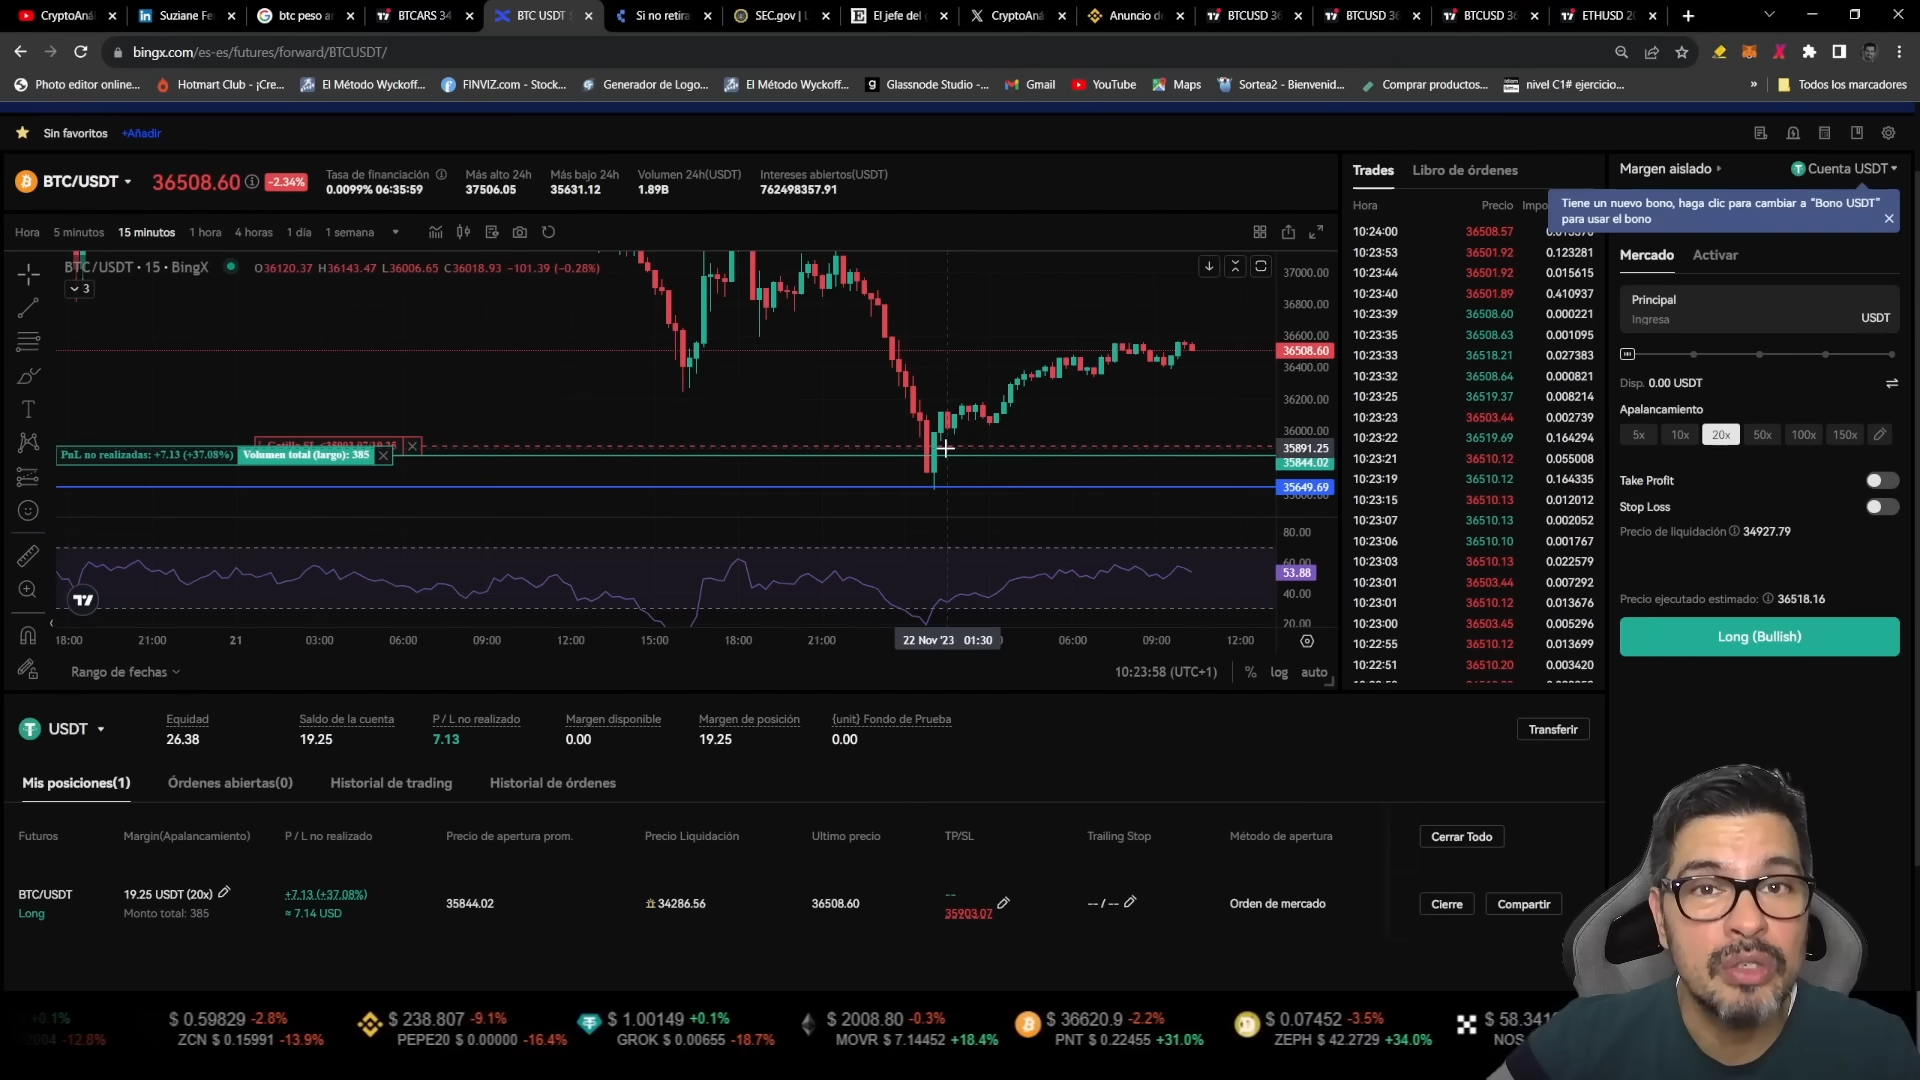 CryptoAnál
Suziane Fe
btc peso ar
BTCARS 34
BTC USDT
Si no retira
SEC.gov | L
El jefe del
CryptoAná
Anuncio d
BTCUSD 36
BTCUSD 36
BTCUSD 36
ETHUSD 20
bingx.com/es-es/futures/forward/BTCUSDT/
Photo editor online...
Hotmart Club - ¡Cre...
El Método Wyckoff...
FINVIZ.com - Stock...
Generador de Logo...
El Método Wyckoff...
Glassnode Studio -...
Gmail
YouTube
Maps
Sortea2 - Bienvenid...
Comprar productos...
nivel C1# ejercicio...
»
Todos los marcadores
Sin favoritos
+Añadir
BTC/USDT
36508.60
-2.34%
Tasa de financiación
0.0099% 06:35:59
Más alto 24h
37506.05
Más bajo 24h
35631.12
Volumen 24h(USDT)
1.89B
Intereses abiertos(USDT)
762498357.91
Hora
5 minutos
15 minutos
1 hora
4 horas
1 día
1 semana
BTC/USDT • 15 • BingX
O36120.37 H36143.47 L36006.65 C36018.93 -101.39 (-0.28%)
3
37000.00
36800.00
36600.00
36508.60
36400.00
36200.00
36000.00
35891.25
35844.02
35649.69
PnL no realizadas: +7.13 (+37.08%)
Volumen total (largo): 385
80.00
60.00
53.88
40.00
20.00
18:00
21:00
21
03:00
06:00
09:00
12:00
15:00
18:00
21:00
22 Nov '23 01:30
06:00
09:00
12:00
Rango de fechas
10:23:58 (UTC+1)
%
log
auto
Trades
Libro de órdenes
Hora
Precio
Impo
10:24:00 36508.57
10:23:53 36501.92 0.123281
10:23:44 36501.92 0.015615
10:23:40 36501.89 0.410937
10:23:39 36508.60 0.000221
10:23:35 36508.63 0.001095
10:23:33 36518.21 0.027383
10:23:32 36508.64 0.000821
10:23:25 36519.37 0.008214
10:23:23 36503.44 0.002739
10:23:22 36519.69 0.164294
10:23:21 36510.12 0.055008
10:23:19 36510.12 0.164335
10:23:15 36510.13 0.012012
10:23:07 36510.13 0.002052
10:23:06 36510.10 0.001767
10:23:03 36510.13 0.022579
10:23:01 36503.44 0.007292
10:23:01 36510.12 0.013676
10:23:00 36503.45 0.005296
10:22:55 36510.12 0.013699
10:22:51 36510.20 0.003420
Margen aislado
Cuenta USDT
Tiene un nuevo bono, haga clic para cambiar a "Bono USDT"
para usar el bono
Mercado
Activar
Principal
Ingresa
USDT
Disp. 0.00 USDT
Apalancamiento
5x
10x
20x
50x
100x
150x
Take Profit
Stop Loss
Precio de liquidación 34927.79
Precio ejecutado estimado: 36518.16
Long (Bullish)
USDT
Equidad
26.38
Saldo de la cuenta
19.25
P / L no realizado
7.13
Margen disponible
0.00
Margen de posición
19.25
{unit} Fondo de Prueba
0.00
Transferir
Mis posiciones(1)
Órdenes abiertas(0)
Historial de trading
Historial de órdenes
Futuros
Margin(Apalancamiento)
P / L no realizado
Precio de apertura prom.
Precio Liquidación
Ultimo precio
TP/SL
Trailing Stop
Método de apertura
Cerrar Todo
BTC/USDT
Long
19.25 USDT (20x)
Monto total: 385
+7.13 (+37.08%)
≈ 7.14 USD
35844.02
34286.56
36508.60
--
35903.07
-- / --
Orden de mercado
Cierre
Compartir
+0.1%
-12.8%
$ 0.59829 -2.8%
ZCN $ 0.15991 -13.9%
$ 238.807 -9.1%
PEPE20 $ 0.00000 -16.4%
$ 1.00149 +0.1%
GROK $ 0.00655 -18.7%
$ 2008.80 -0.3%
MOVR $ 7.14452 +18.4%
$ 36620.9 -2.2%
PNT $ 0.22455 +31.0%
$ 0.07452 -3.5%
ZEPH $ 42.2729 +34.0%
$ 58.341
NOS